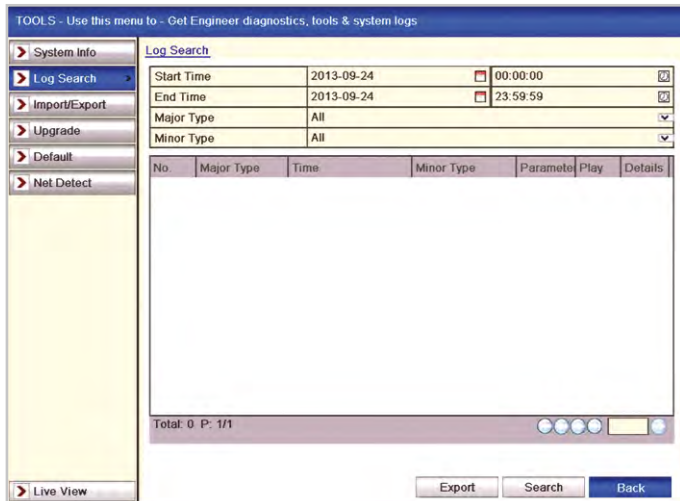 TOOLS - Use this menu to - Get Engineer diagnostics, tools & system logs
System Info
Log Search
Import/Export
Upgrade
Default
Net Detect
Live View
Log Search
Start Time 2013-09-24 00:00:00
End Time 2013-09-24 23:59:59
Major Type All
Minor Type All
No. Major Type Time Minor Type Paramete Play Details
Total: 0 P: 1/1
Export Search Back